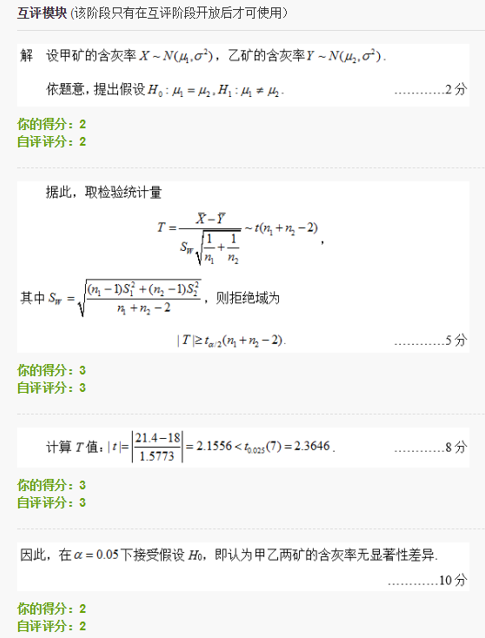 互评模块 (该阶段只有在互评阶段开放后才可使用)
解 设甲矿的含灰率 X ~ N(μ₁,σ²)，乙矿的含灰率Y ~ N(μ₂,σ²).
依题意，提出假设 H₀ : μ₁ = μ₂, H₁ : μ₁ ≠ μ₂. …………2 分
你的得分：2
自评评分：2
据此，取检验统计量
T = (X̄ − Ȳ) / (S_W √(1/n₁ + 1/n₂)) ~ t(n₁ + n₂ − 2)，
其中 S_W = √(((n₁ − 1)S₁² + (n₂ − 1)S₂²) / (n₁ + n₂ − 2))，则拒绝域为
| T |≥ t_{α/2}(n₁ + n₂ − 2). …………5 分
你的得分：3
自评评分：3
计算 T 值：| t |= |(21.4 − 18) / 1.5773| = 2.1556 < t₀.₀₂₅(7) = 2.3646 . …………8 分
你的得分：3
自评评分：3
因此，在 α = 0.05 下接受假设 H₀，即认为甲乙两矿的含灰率无显著性差异.
…………10 分
你的得分：2
自评评分：2